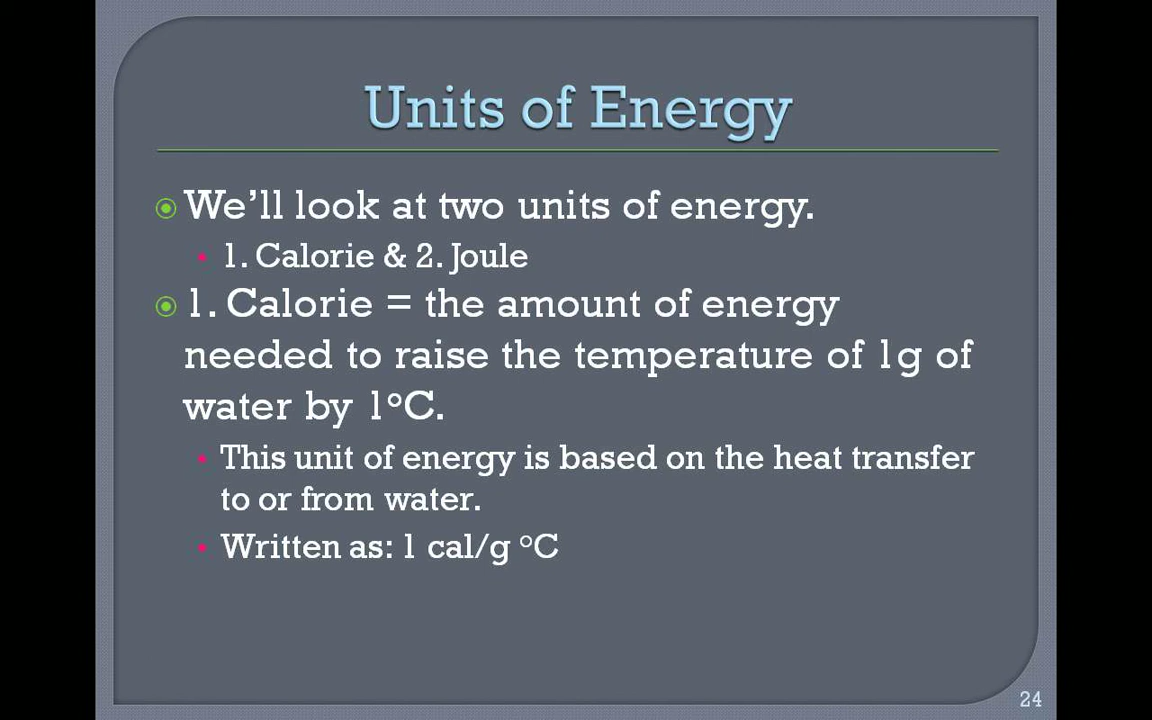 Units of Energy
We’ll look at two units of energy.
1. Calorie & 2. Joule
1. Calorie = the amount of energy
needed to raise the temperature of 1g of
water by 1°C.
This unit of energy is based on the heat transfer
to or from water.
Written as: 1 cal/g °C
24